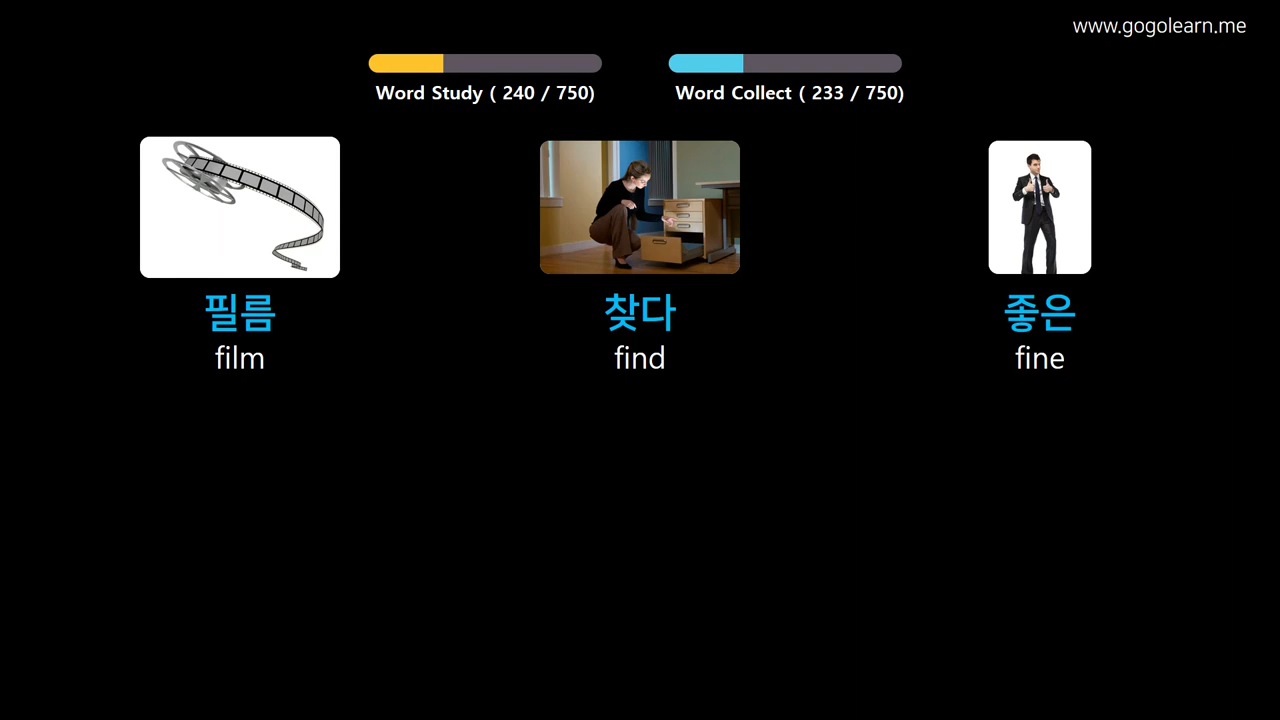 www.gogolearn.me
Word Study ( 240 / 750)
Word Collect ( 233 / 750)
필름
찾다
좋은
film
find
fine